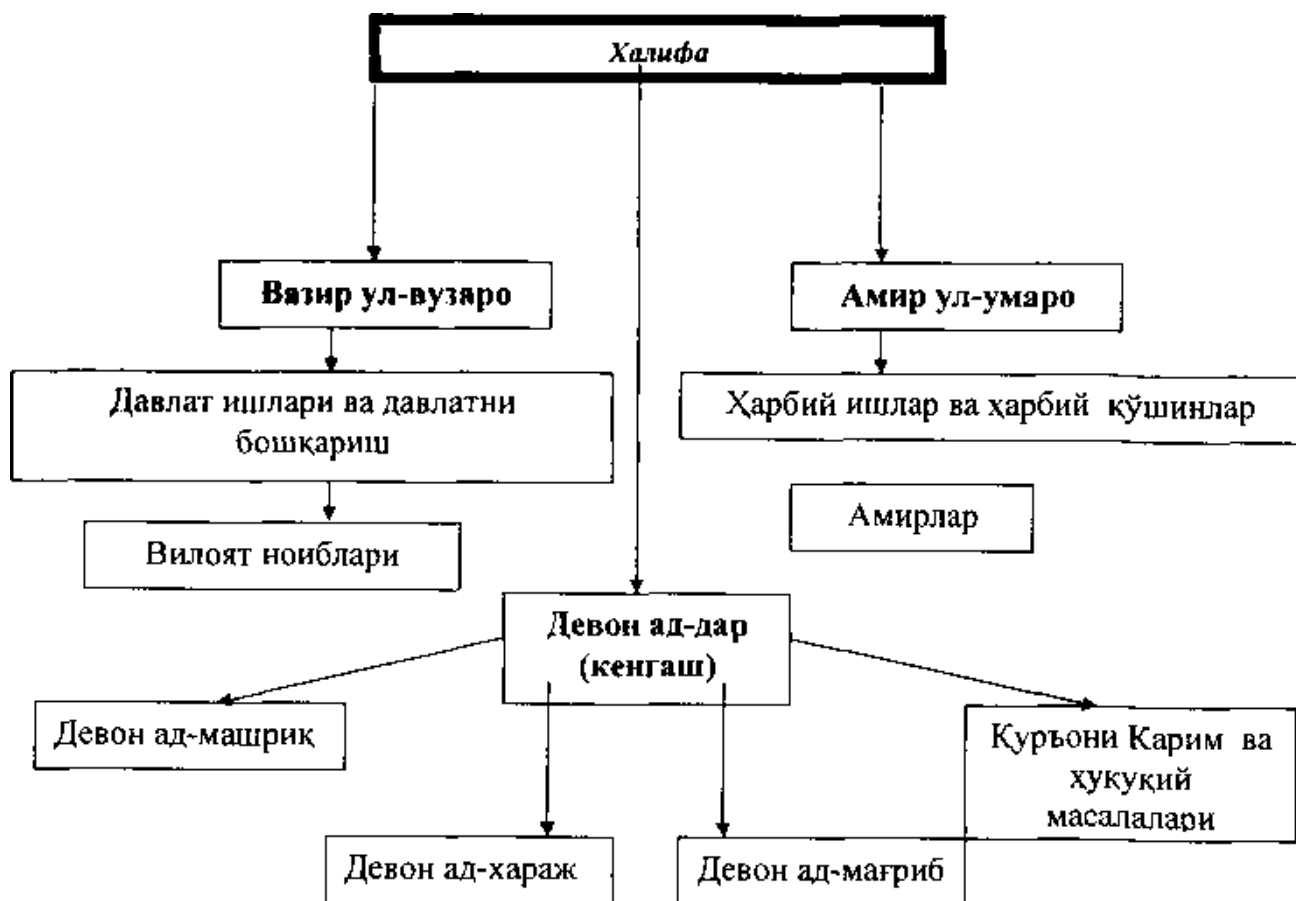 Халифа
Вазир ул-вузаро
Амир ул-умаро
Давлат ишлари ва давлатни
бошқариш
Ҳарбий ишлар ва ҳарбий қўшинлар
Вилоят ноиблари
Амирлар
Девон ад-дар
(кенгаш)
Девон ад-машриқ
Қуръони Карим ва
ҳуқуқий
масалалари
Девон ад-хараж
Девон ад-мағриб